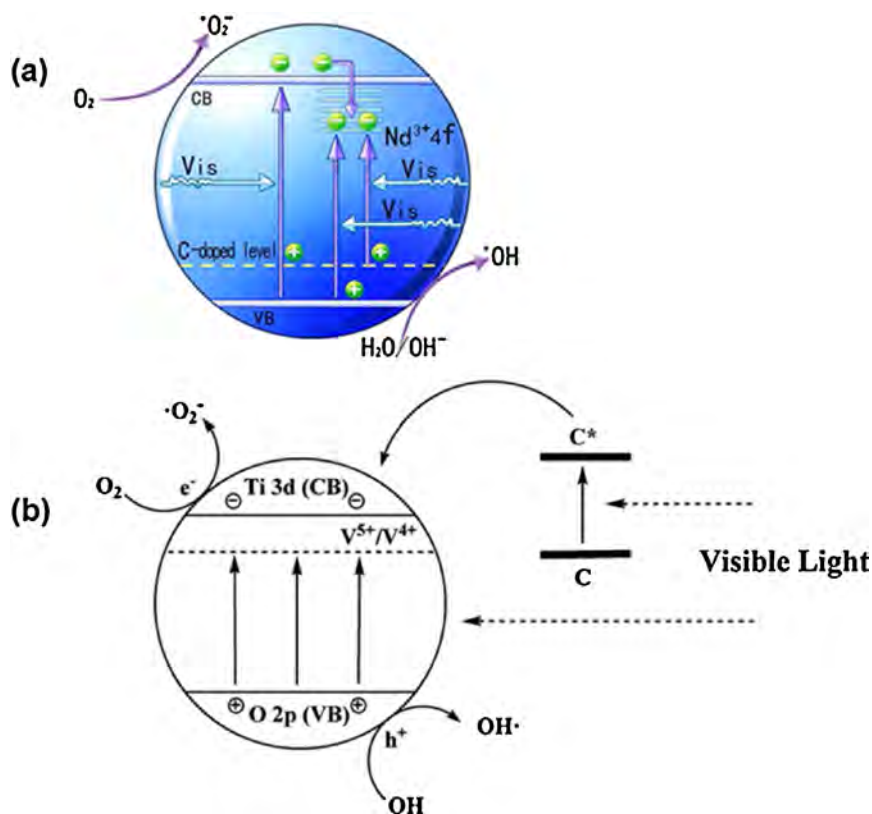 (a)
·O₂⁻
O₂
CB
Nd³⁺4f
Vis
Vis
Vis
C-doped level
·OH
VB
H₂O/OH⁻
(b)
·O₂⁻
O₂
e⁻
⊖ Ti 3d (CB) ⊖
V⁵⁺/V⁴⁺
C*
C
Visible Light
⊕ O 2p (VB) ⊕
h⁺
OH·
OH